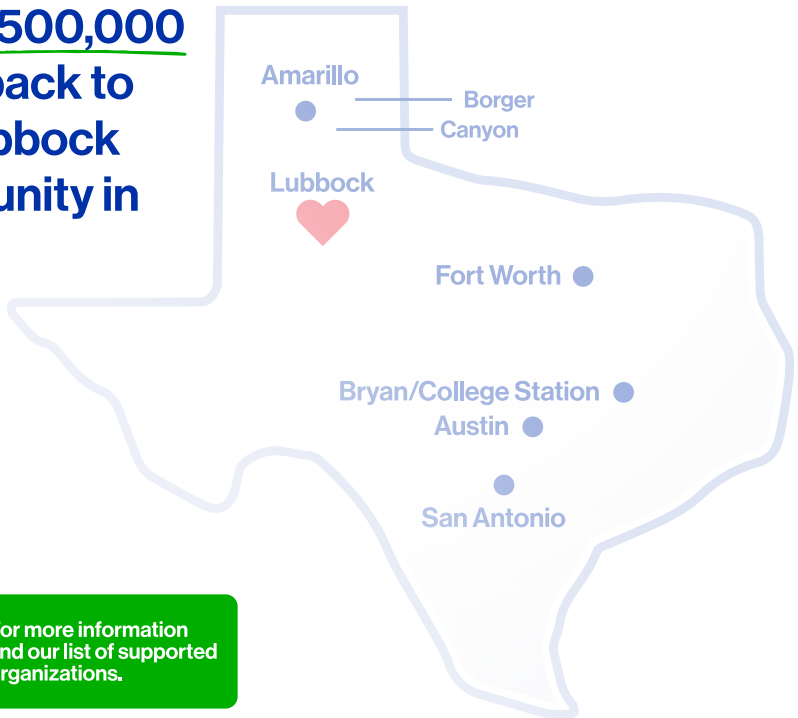 500,000
back to
bbock
unity in
Amarillo
Borger
Canyon
Lubbock
Fort Worth
Bryan/College Station
Austin
San Antonio
or more information
nd our list of supported
rganizations.